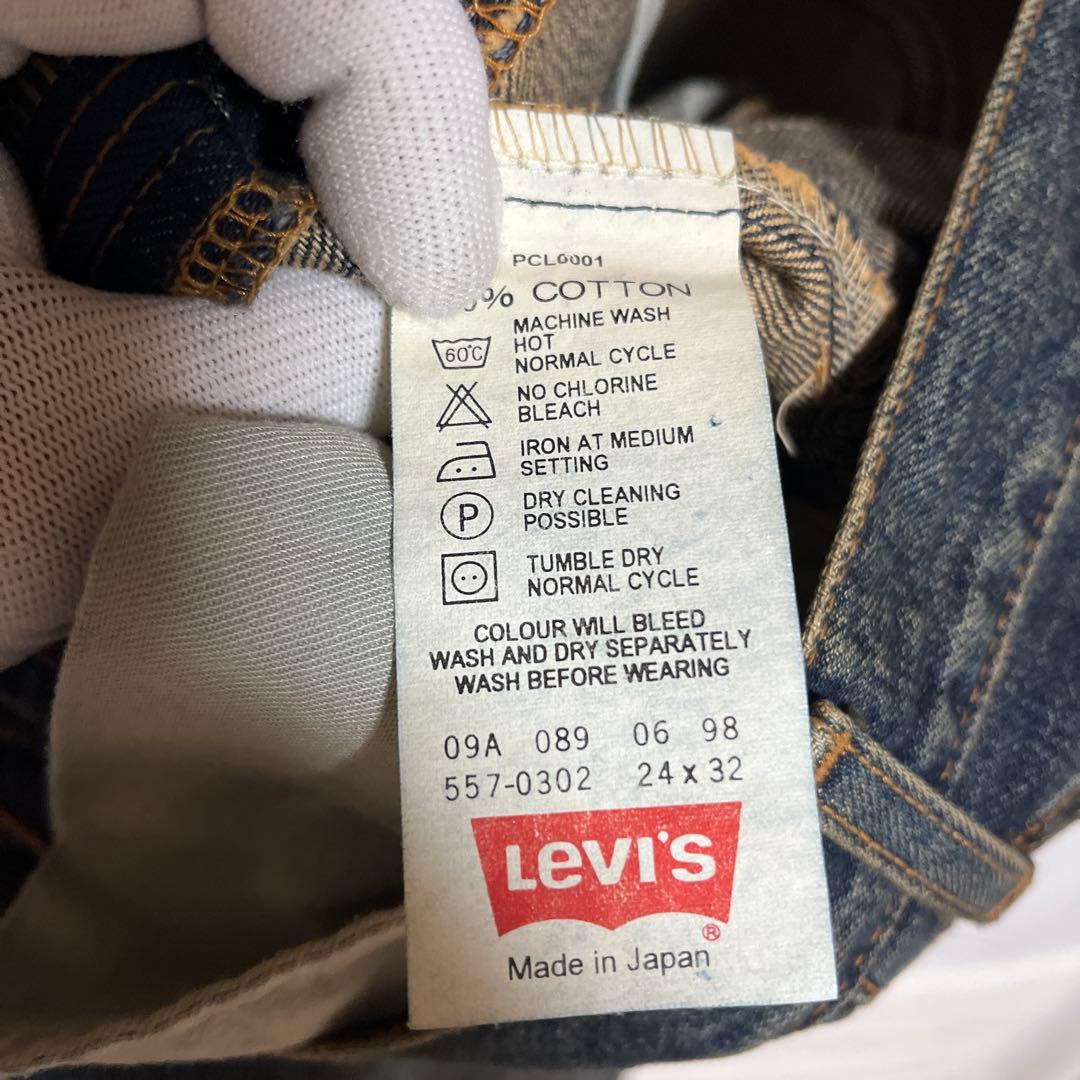 PCL0001
0% COTTON
MACHINE WASH
HOT
NORMAL CYCLE
60°C
NO CHLORINE
BLEACH
IRON AT MEDIUM
SETTING
P
DRY CLEANING
POSSIBLE
TUMBLE DRY
NORMAL CYCLE
COLOUR WILL BLEED
WASH AND DRY SEPARATELY
WASH BEFORE WEARING
09A 089 06 98
557-0302 24 x 32
LEVI'S
®
Made in Japan